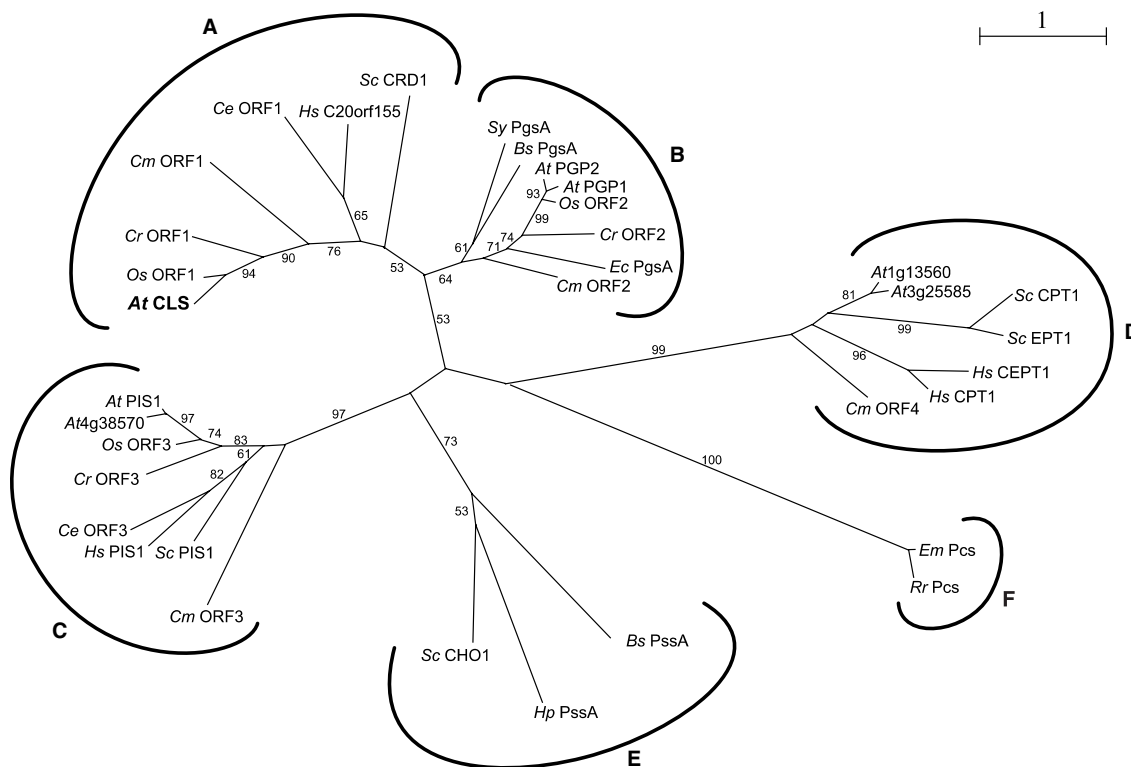 1
A
Sc CRD1
Ce ORF1
Hs C20orf155
Cm ORF1
65
Cr ORF1
76
90
94
Os ORF1
At CLS
53
B
Sy PgsA
Bs PgsA
At PGP2
At PGP1
93
Os ORF2
99
Cr ORF2
74
71
61
Ec PgsA
64
Cm ORF2
53
D
At1g13560
At3g25585
81
Sc CPT1
99
Sc EPT1
96
Hs CEPT1
Hs CPT1
Cm ORF4
99
C
At PIS1
At4g38570
97
Os ORF3
74
83
61
Cr ORF3
82
Ce ORF3
Hs PIS1
Sc PIS1
Cm ORF3
97
73
53
Sc CHO1
Hp PssA
Bs PssA
E
100
Em Pcs
Rr Pcs
F